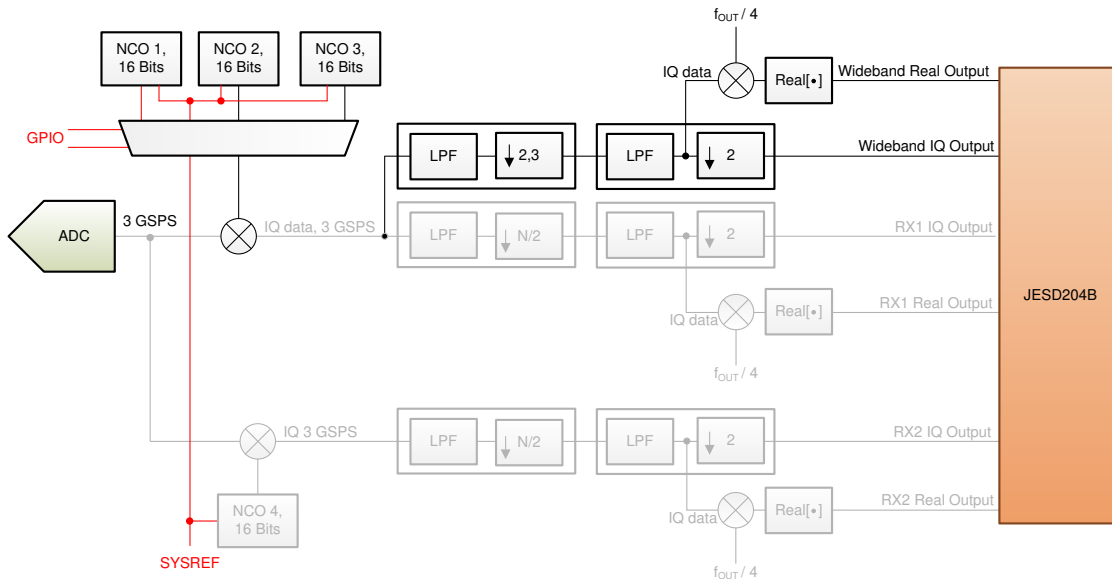 f_OUT / 4
NCO 1,
16 Bits
NCO 2,
16 Bits
NCO 3,
16 Bits
IQ data
Real[•]
Wideband Real Output
GPIO
LPF
2,3
LPF
2
Wideband IQ Output
ADC
3 GSPS
IQ data, 3 GSPS
LPF
N/2
LPF
2
RX1 IQ Output
JESD204B
IQ data
Real[•]
RX1 Real Output
f_OUT / 4
IQ 3 GSPS
LPF
N/2
LPF
2
RX2 IQ Output
NCO 4,
16 Bits
IQ data
Real[•]
RX2 Real Output
SYSREF
f_OUT / 4